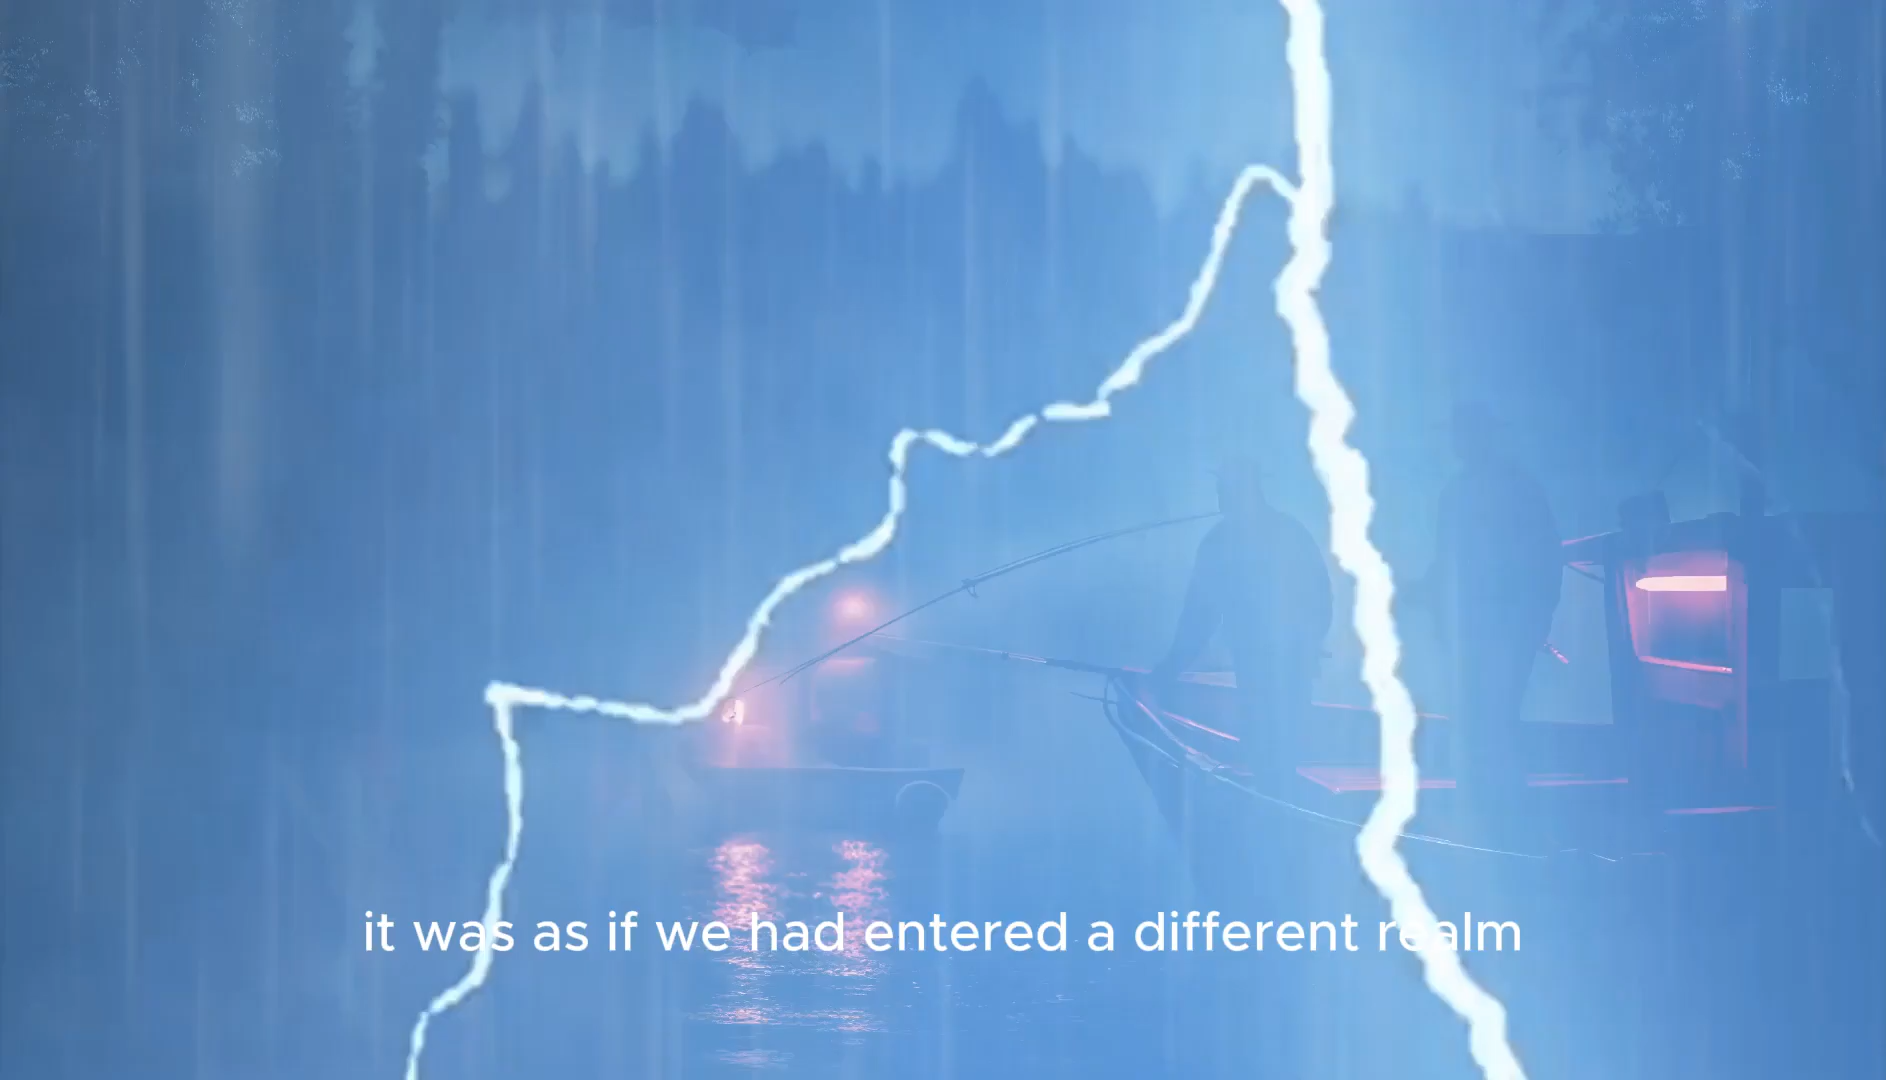 it was as if we had entered a different realm